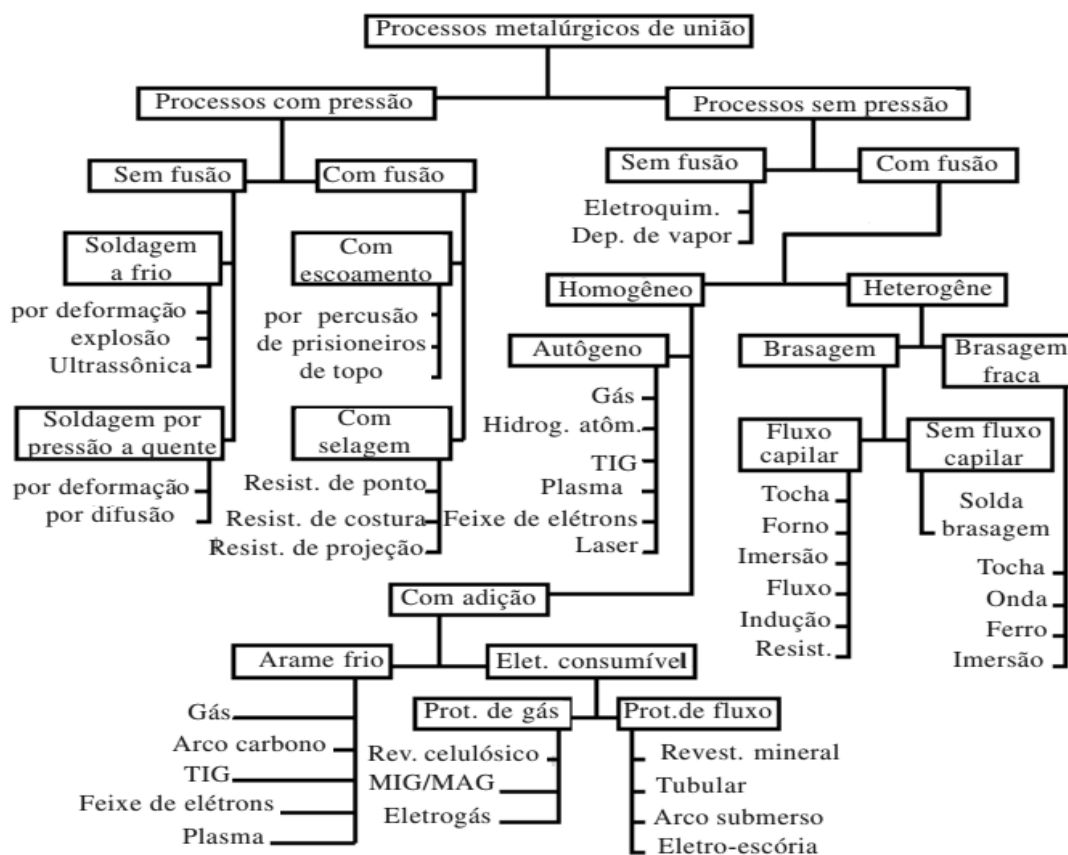 Processos metalúrgicos de união
Processos com pressão
Processos sem pressão
Sem fusão
Com fusão
Sem fusão
Com fusão
Eletroquim.
Dep. de vapor
Soldagem
a frio
por deformação
explosão
Ultrassônica
Soldagem por
pressão a quente
por deformação
por difusão
Com
escoamento
por percusão
de prisioneiros
de topo
Com
selagem
Resist. de ponto
Resist. de costura
Resist. de projeção
Homogêneo
Heterogêne
Autôgeno
Gás
Hidrog. atôm.
TIG
Plasma
Feixe de elétrons
Laser
Brasagem
Brasagem
fraca
Fluxo
capilar
Sem fluxo
capilar
Tocha
Forno
Imersão
Fluxo
Indução
Resist.
Solda
brasagem
Tocha
Onda
Ferro
Imersão
Com adição
Arame frio
Elet. consumível
Gás
Arco carbono
TIG
Feixe de elétrons
Plasma
Prot. de gás
Prot.de fluxo
Rev. celulósico
MIG/MAG
Eletrogás
Revest. mineral
Tubular
Arco submerso
Eletro-escória